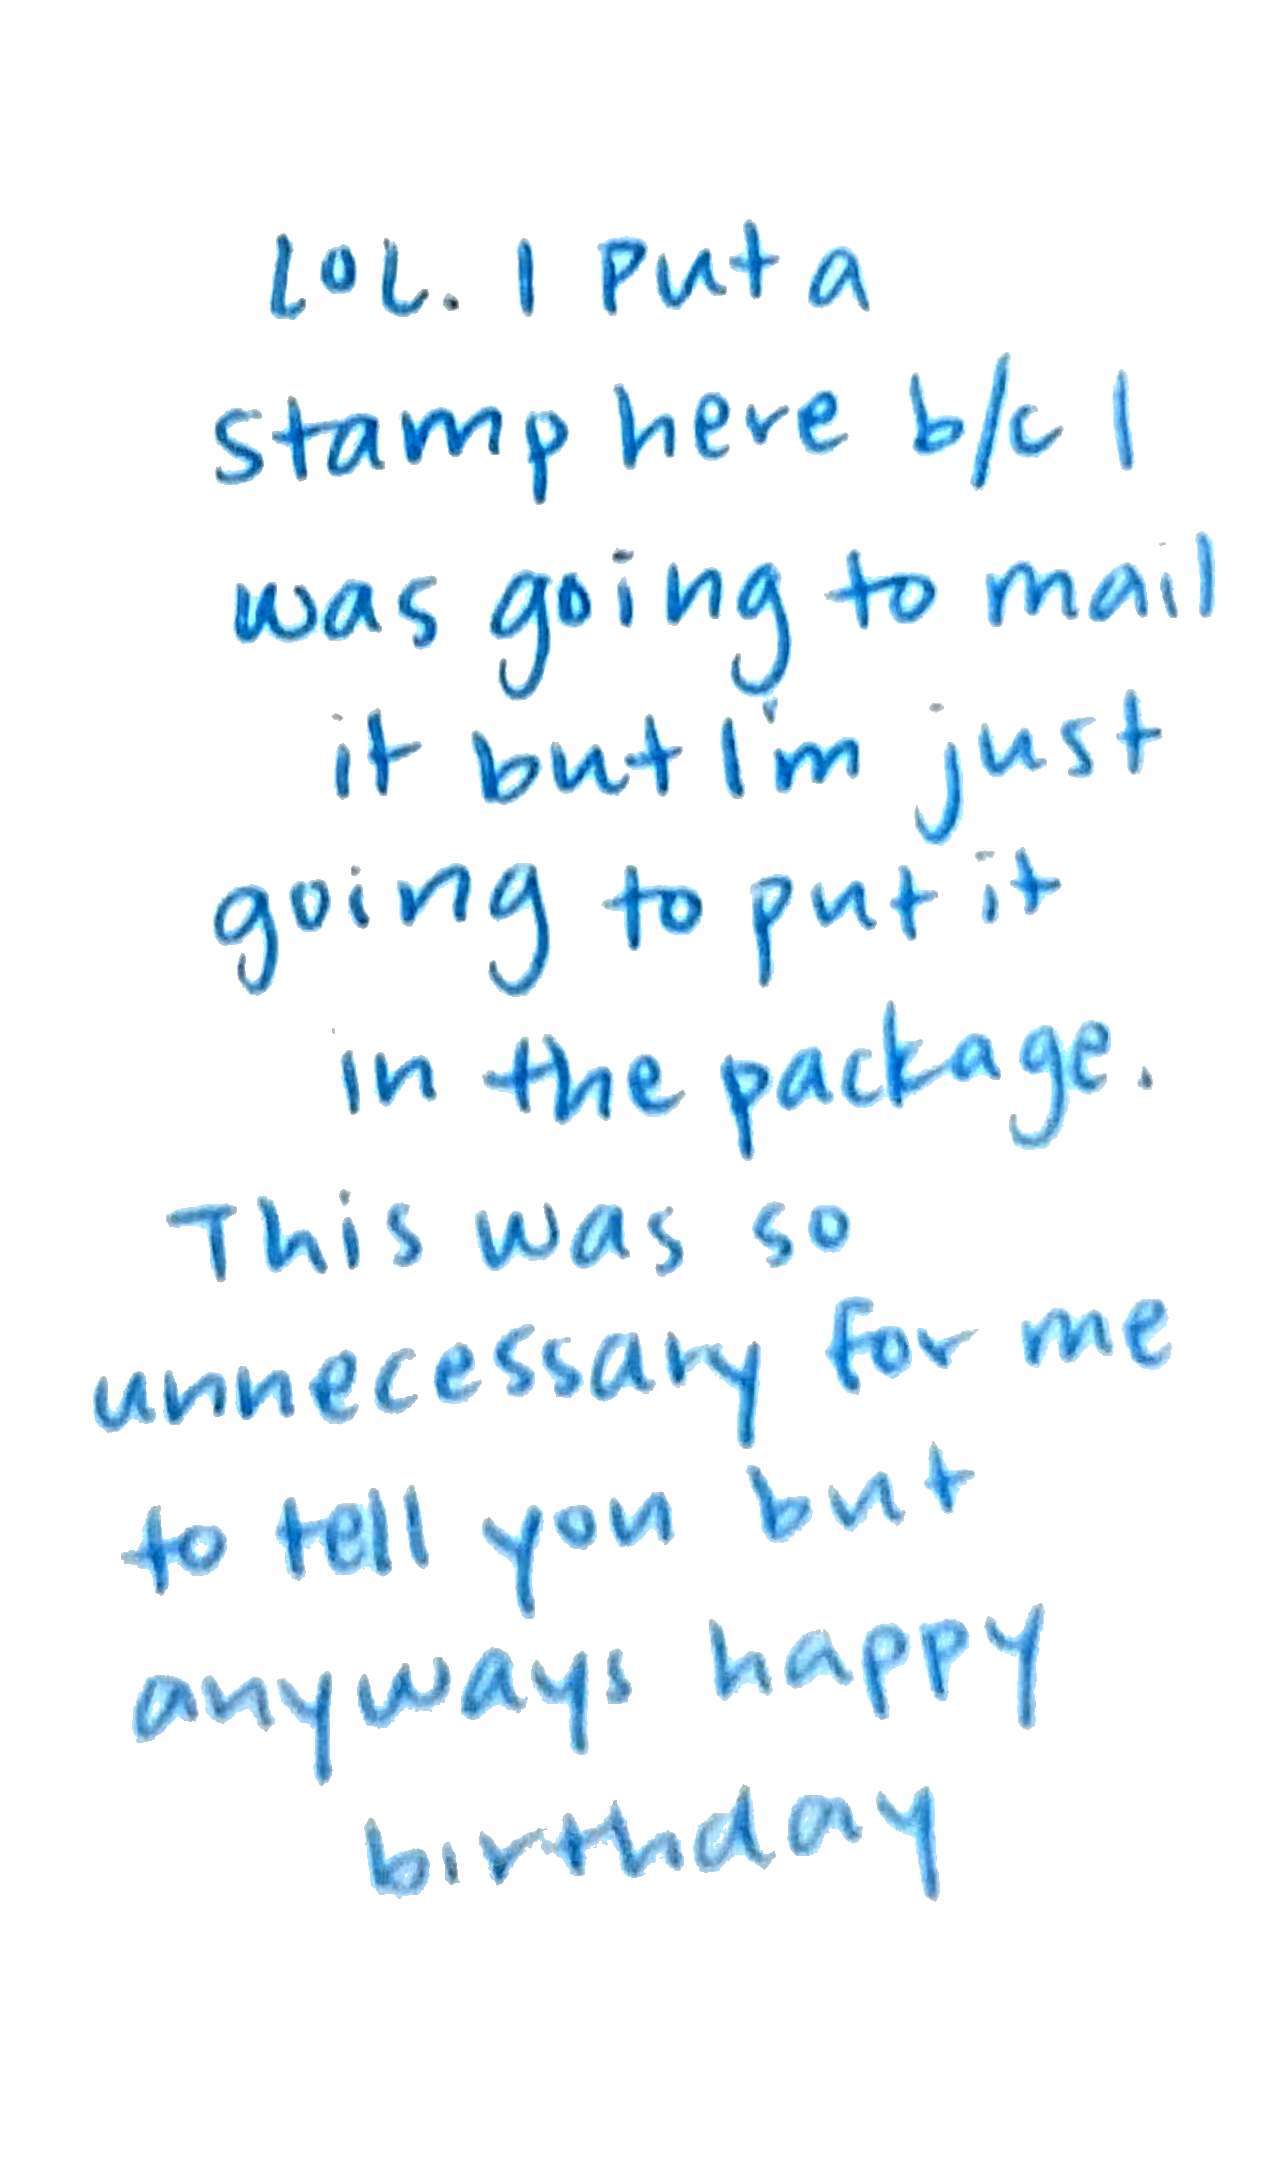 LOL. I put a
stamp here b/c I
was going to mail
it but I'm just
going to put it
in the package.
This was so
unnecessary for me
to tell you but
anyways happy
birthday